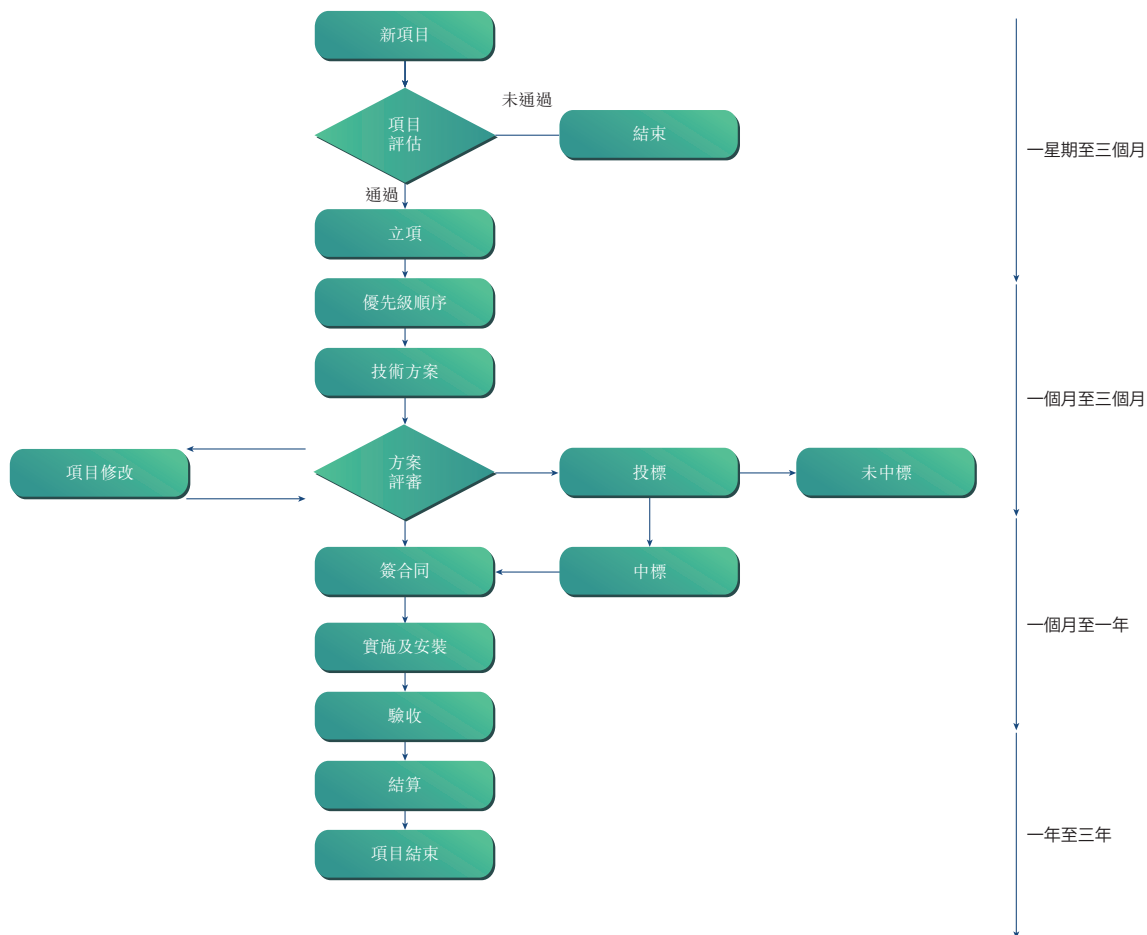 新項目
未通過
項目
評估
結束
一星期至三個月
通過
立項
優先級順序
技術方案
一個月至三個月
方案
評審
項目修改
投標
未中標
簽合同
中標
一個月至一年
實施及安裝
驗收
結算
一年至三年
項目結束